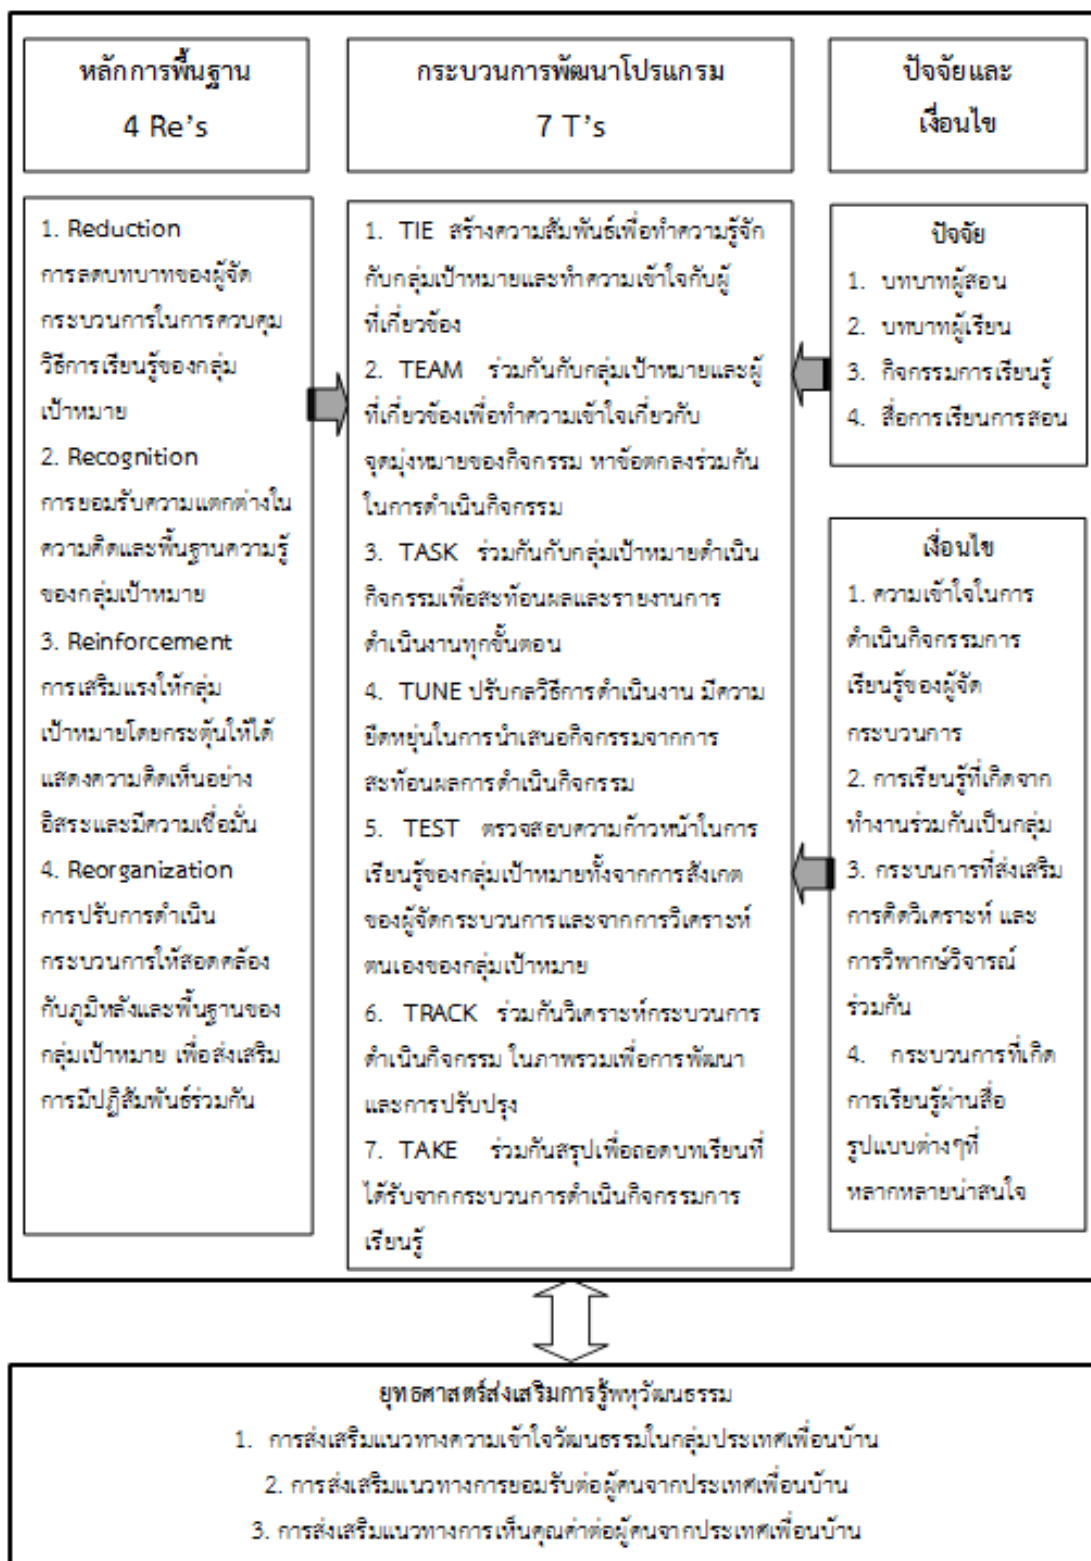 หลักการพื้นฐาน
4 Re's
กระบวนการพัฒนาโปรแกรม
7 T's
ปัจจัยและ
เงื่อนไข
1. Reduction
การลดบทบาทของผู้จัด
กระบวนการในการควบคุม
วิธีการเรียนรู้ของกลุ่ม
เป้าหมาย
2. Recognition
การยอมรับความแตกต่างใน
ความคิดและพื้นฐานความรู้
ของกลุ่มเป้าหมาย
3. Reinforcement
การเสริมแรงให้กลุ่ม
เป้าหมายโดยกระตุ้นให้ได้
แสดงความคิดเห็นอย่าง
อิสระและมีความเชื่อมั่น
4. Reorganization
การปรับการดำเนิน
กระบวนการให้สอดคล้อง
กับภูมิหลังและพื้นฐานของ
กลุ่มเป้าหมาย เพื่อส่งเสริม
การมีปฏิสัมพันธ์ร่วมกัน
1. TIE สร้างความสัมพันธ์เพื่อทำความรู้จัก
กับกลุ่มเป้าหมายและทำความเข้าใจกับผู้
ที่เกี่ยวข้อง
2. TEAM ร่วมกันกับกลุ่มเป้าหมายและผู้
ที่เกี่ยวข้องเพื่อทำความเข้าใจเกี่ยวกับ
จุดมุ่งหมายของกิจกรรม หาข้อตกลงร่วมกัน
ในการดำเนินกิจกรรม
3. TASK ร่วมกันกับกลุ่มเป้าหมายดำเนิน
กิจกรรมเพื่อสะท้อนผลและรายงานการ
ดำเนินงานทุกขั้นตอน
4. TUNE ปรับกลวิธีการดำเนินงาน มีความ
ยืดหยุ่นในการนำเสนอกิจกรรมจากการ
สะท้อนผลการดำเนินกิจกรรม
5. TEST ตรวจสอบความก้าวหน้าในการ
เรียนรู้ของกลุ่มเป้าหมายทั้งจากการสังเกต
ของผู้จัดกระบวนการและจากการวิเคราะห์
ตนเองของกลุ่มเป้าหมาย
6. TRACK ร่วมกันวิเคราะห์กระบวนการ
ดำเนินกิจกรรม ในภาพรวมเพื่อการพัฒนา
และการปรับปรุง
7. TAKE ร่วมกันสรุปเพื่อถอดบทเรียนที่
ได้รับจากกระบวนการดำเนินกิจกรรมการ
เรียนรู้
ปัจจัย
1. บทบาทผู้สอน
2. บทบาทผู้เรียน
3. กิจกรรมการเรียนรู้
4. สื่อการเรียนการสอน
เงื่อนไข
1. ความเข้าใจในการ
ดำเนินกิจกรรมการ
เรียนรู้ของผู้จัด
กระบวนการ
2. การเรียนรู้ที่เกิดจาก
ทำงานร่วมกันเป็นกลุ่ม
3. กระบนการที่ส่งเสริม
การคิดวิเคราะห์ และ
การวิพากษ์วิจารณ์
ร่วมกัน
4. กระบวนการที่เกิด
การเรียนรู้ผ่านสื่อ
รูปแบบต่างๆที่
หลากหลายน่าสนใจ
ยุทธศาสตร์ส่งเสริมการรู้พหุวัฒนธรรม
1. การส่งเสริมแนวทางความเข้าใจวัฒนธรรมในกลุ่มประเทศเพื่อนบ้าน
2. การส่งเสริมแนวทางการยอมรับต่อผู้คนจากประเทศเพื่อนบ้าน
3. การส่งเสริมแนวทางการเห็นคุณค่าต่อผู้คนจากประเทศเพื่อนบ้าน